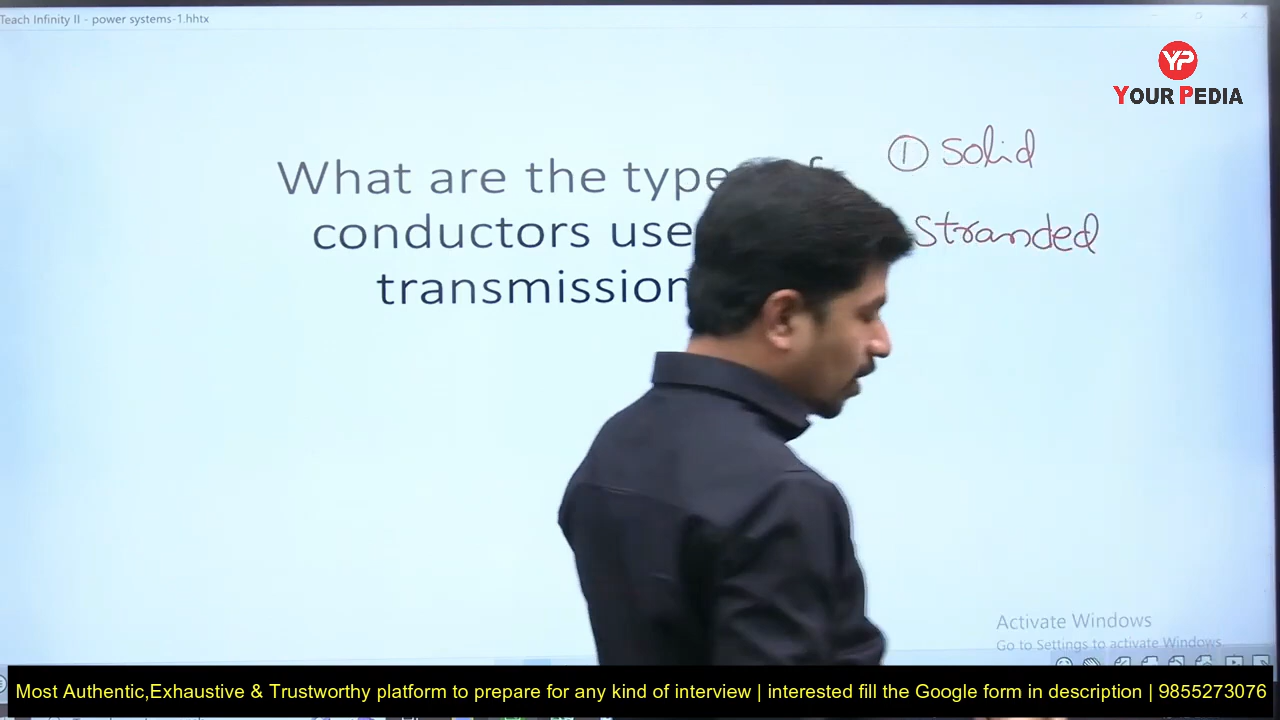 Teach Infinity II - power systems-1.hhtx
YP
YOUR PEDIA
What are the type
conductors use
transmission
① Solid
Stranded
Activate Windows
Go to Settings to activate Windows.
Most Authentic,Exhaustive & Trustworthy platform to prepare for any kind of interview | interested fill the Google form in description | 9855273076